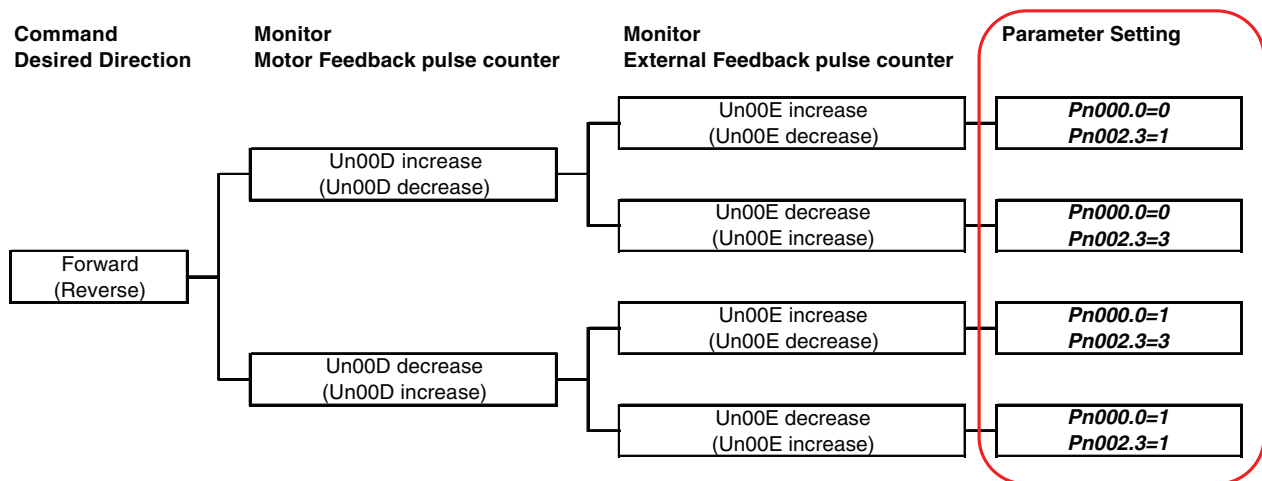 Command
Desired Direction
Monitor
Motor Feedback pulse counter
Monitor
External Feedback pulse counter
Parameter Setting
Forward
(Reverse)
Un00D increase
(Un00D decrease)
Un00E increase
(Un00E decrease)
Pn000.0=0
Pn002.3=1
Un00E decrease
(Un00E increase)
Pn000.0=0
Pn002.3=3
Un00D decrease
(Un00D increase)
Un00E increase
(Un00E decrease)
Pn000.0=1
Pn002.3=3
Un00E decrease
(Un00E increase)
Pn000.0=1
Pn002.3=1